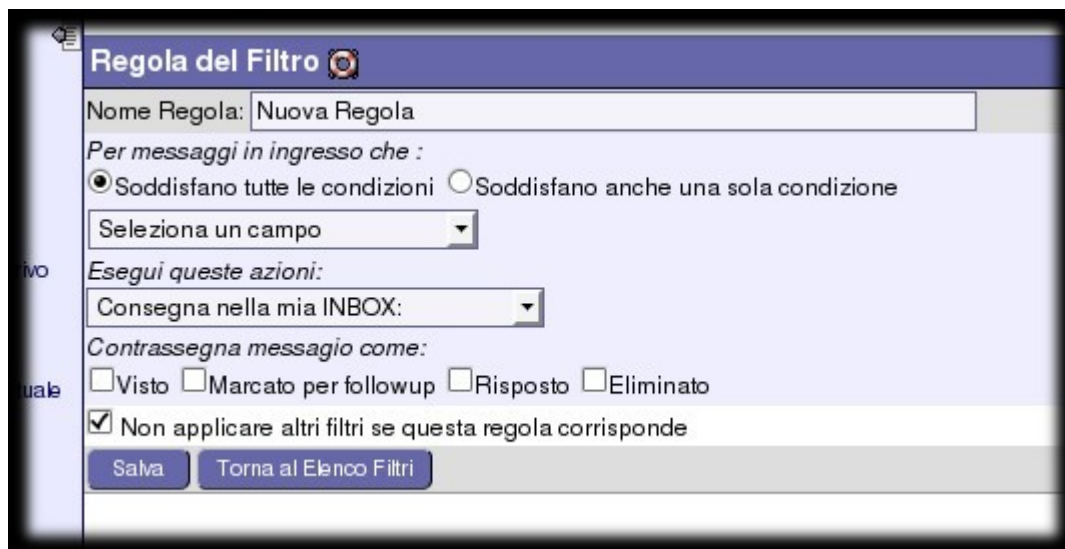 Regola del Filtro
Nome Regola: Nuova Regola
Per messaggi in ingresso che :
Soddisfano tutte le condizioni Soddisfano anche una sola condizione
Seleziona un campo
Esegui queste azioni:
Consegna nella mia INBOX:
Contrassegna messagio come:
Visto Marcato per followup Risposto Eliminato
Non applicare altri filtri se questa regola corrisponde
Salva Torna al Elenco Filtri